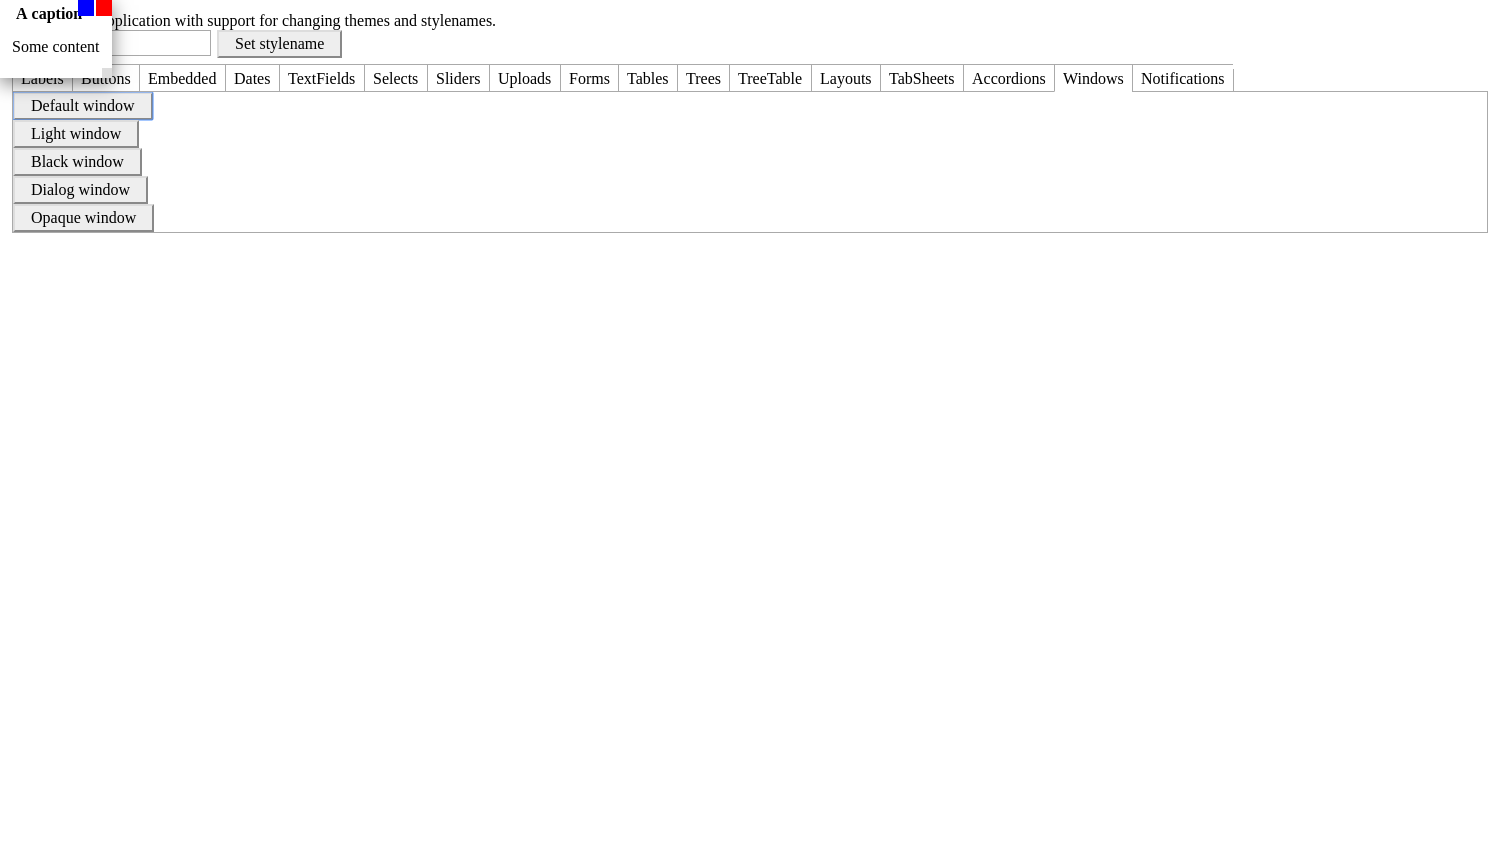 A caption
plication with support for changing themes and stylenames.
Some content
Set stylename
Labels Buttons Embedded Dates TextFields Selects Sliders Uploads Forms Tables Trees TreeTable Layouts TabSheets Accordions Windows Notifications
Default window
Light window
Black window
Dialog window
Opaque window